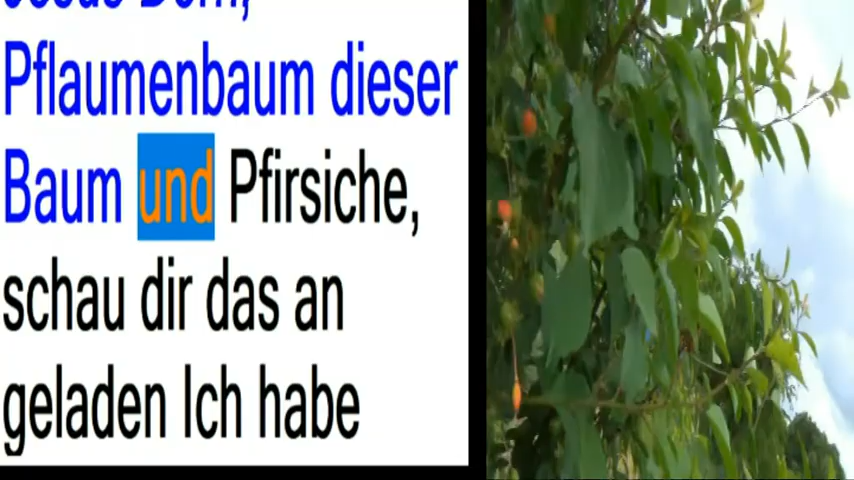 Pflaumenbaum dieser
Baum und Pfirsiche,
schau dir das an
geladen Ich habe